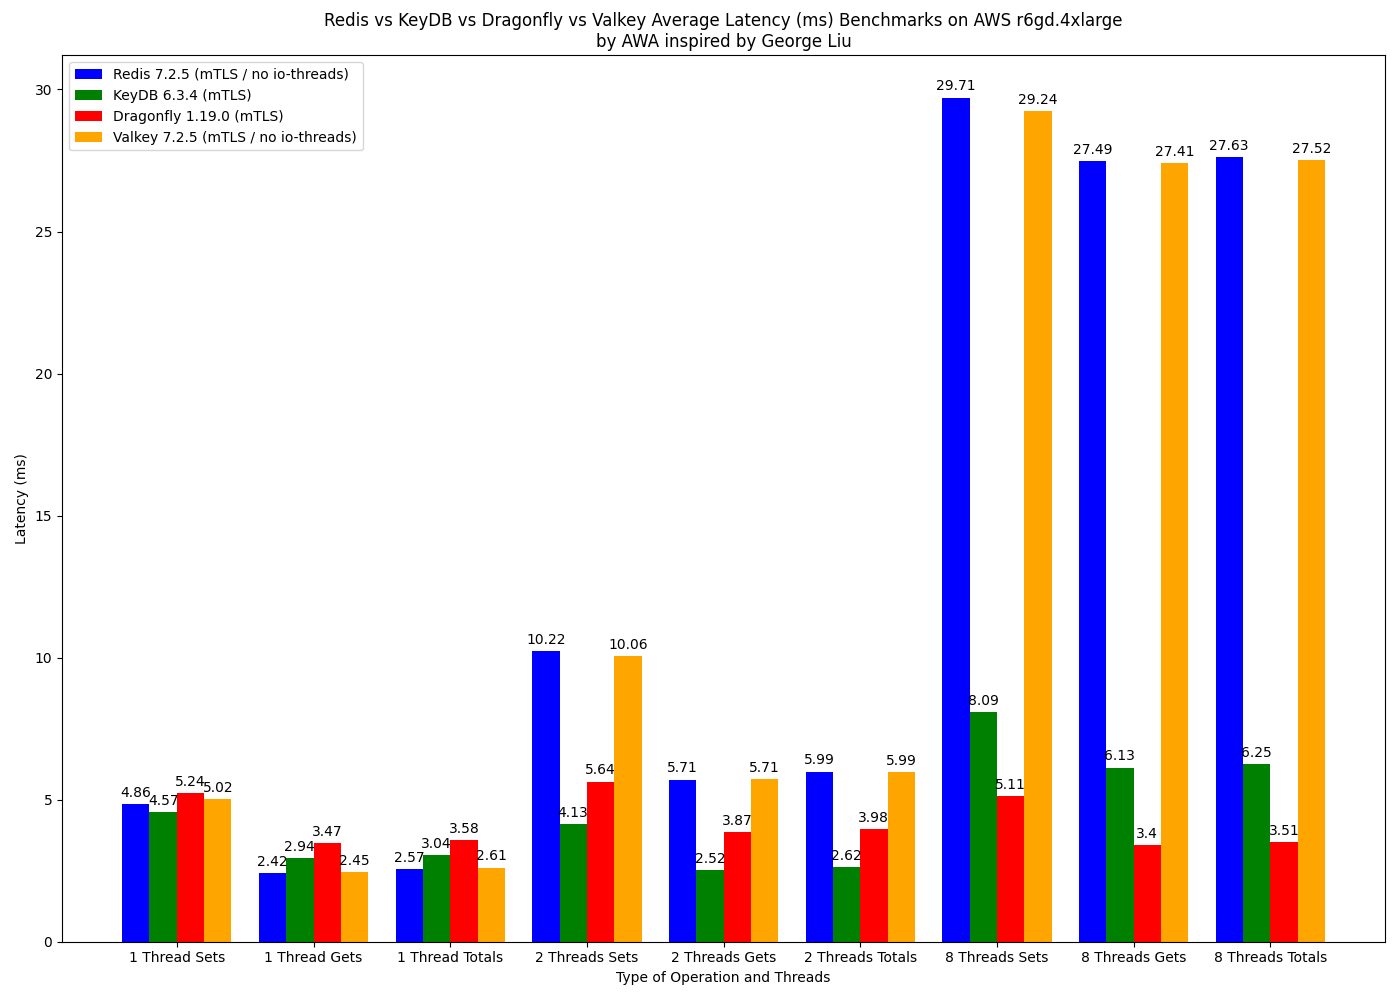 Redis vs KeyDB vs Dragonfly vs Valkey Average Latency (ms) Benchmarks on AWS r6gd.4xlarge
by AWA inspired by George Liu
Redis 7.2.5 (mTLS / no io-threads)
KeyDB 6.3.4 (mTLS)
Dragonfly 1.19.0 (mTLS)
Valkey 7.2.5 (mTLS / no io-threads)
Latency (ms)
30
25
20
15
10
5
0
4.86
4.57
5.24
5.02
2.42
2.94
3.47
2.45
2.57
3.04
3.58
2.61
10.22
4.13
5.64
10.06
5.71
2.52
3.87
5.71
5.99
2.62
3.98
5.99
29.71
8.09
5.11
29.24
27.49
6.13
3.4
27.41
27.63
6.25
3.51
27.52
1 Thread Sets
1 Thread Gets
1 Thread Totals
2 Threads Sets
2 Threads Gets
2 Threads Totals
8 Threads Sets
8 Threads Gets
8 Threads Totals
Type of Operation and Threads